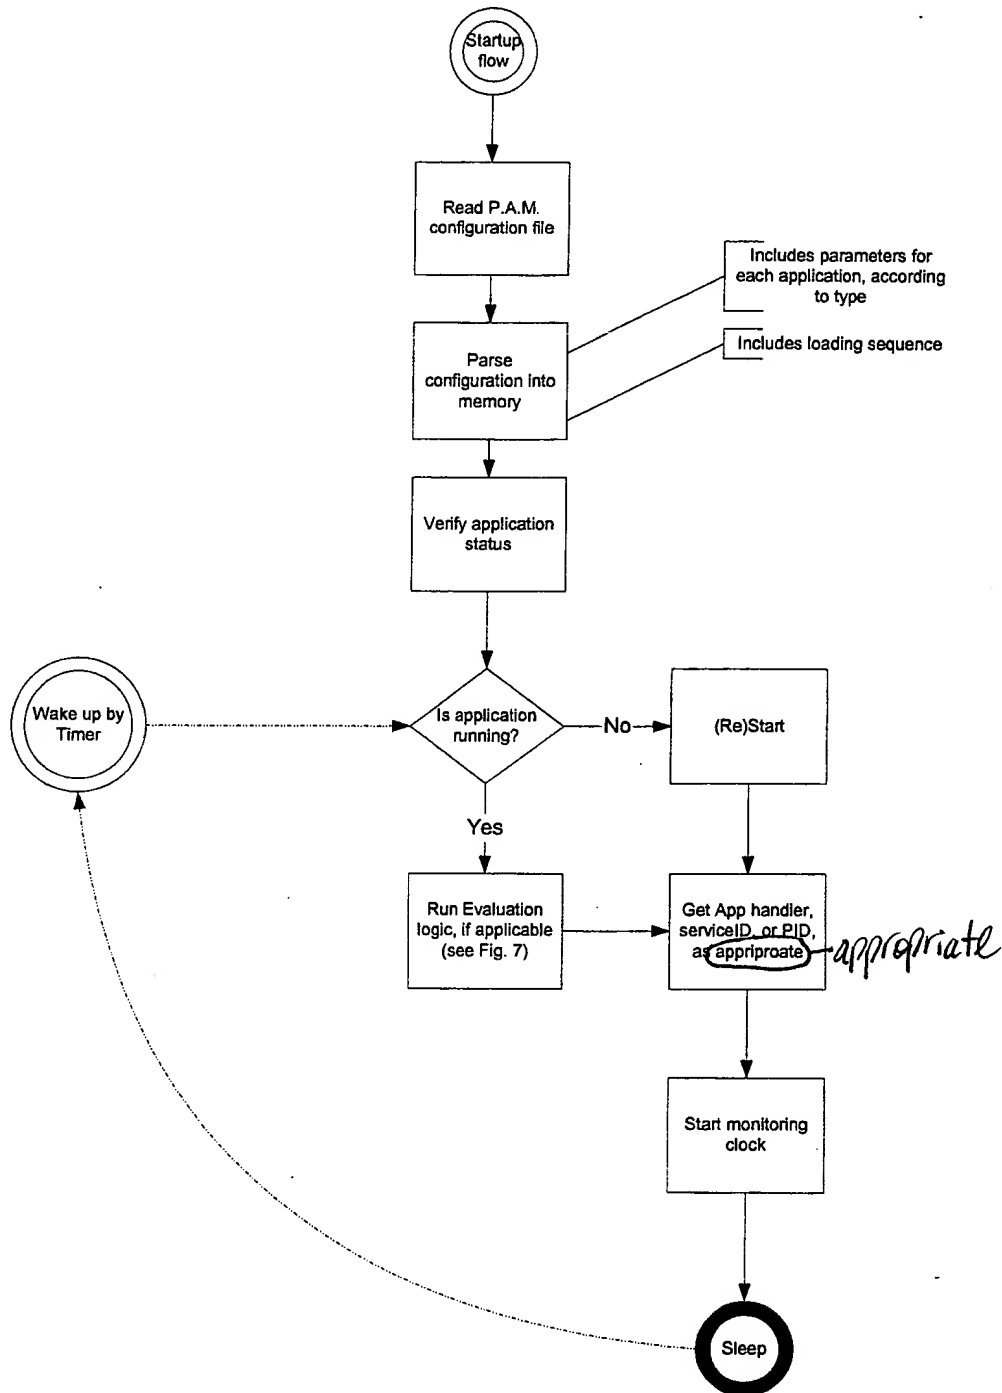 Startup
flow
Read P.A.M.
configuration file
Includes parameters for
each application, according
to type
Parse
configuration into
memory
Includes loading sequence
Verify application
status
Wake up by
Timer
Is application
running?
No
(Re)Start
Yes
Run Evaluation
logic, if applicable
(see Fig. 7)
Get App handler,
serviceID, or PID,
as appriproate
appropriate
Start monitoring
clock
Sleep